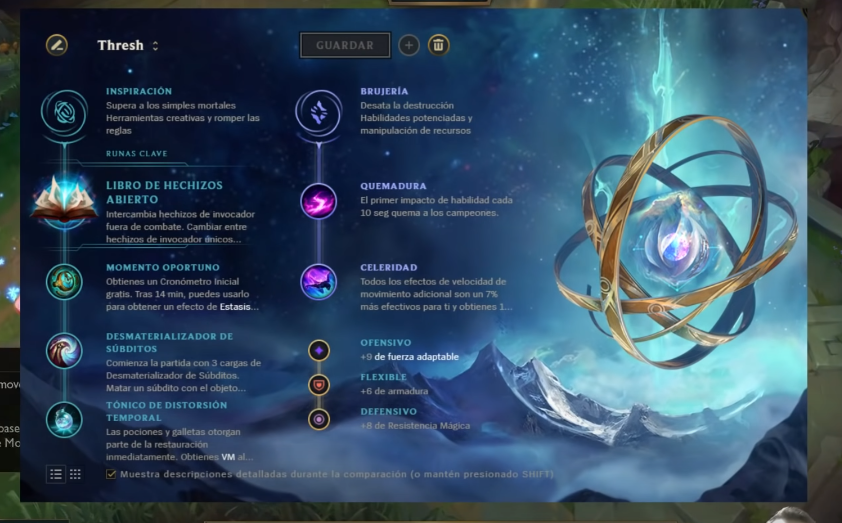 Thresh
GUARDAR
INSPIRACIÓN
Supera a los simples mortales
Herramientas creativas y romper las
reglas
RUNAS CLAVE
LIBRO DE HECHIZOS
ABIERTO
Intercambia hechizos de invocador
fuera de combate. Cambiar entre
hechizos de invocador únicos...
MOMENTO OPORTUNO
Obtienes un Cronómetro Inicial
gratis. Tras 14 min, puedes usarlo
para obtener un efecto de Estasis...
DESMATERIALIZADOR DE
SÚBDITOS
Comienza la partida con 3 cargas de
Desmaterializador de Súbditos.
Matar un súbdito con el objeto...
TÓNICO DE DISTORSIÓN
TEMPORAL
Las pociones y galletas otorgan
parte de la restauración
inmediatamente. Obtienes VM al...
BRUJERÍA
Desata la destrucción
Habilidades potenciadas y
manipulación de recursos
QUEMADURA
El primer impacto de habilidad cada
10 seg quema a los campeones.
CELERIDAD
Todos los efectos de velocidad de
movimiento adicional son un 7%
más efectivos para ti y obtienes 1...
OFENSIVO
+9 de fuerza adaptable
FLEXIBLE
+6 de armadura
DEFENSIVO
+8 de Resistencia Mágica
Muestra descripciones detalladas durante la comparación (o mantén presionado SHIFT)